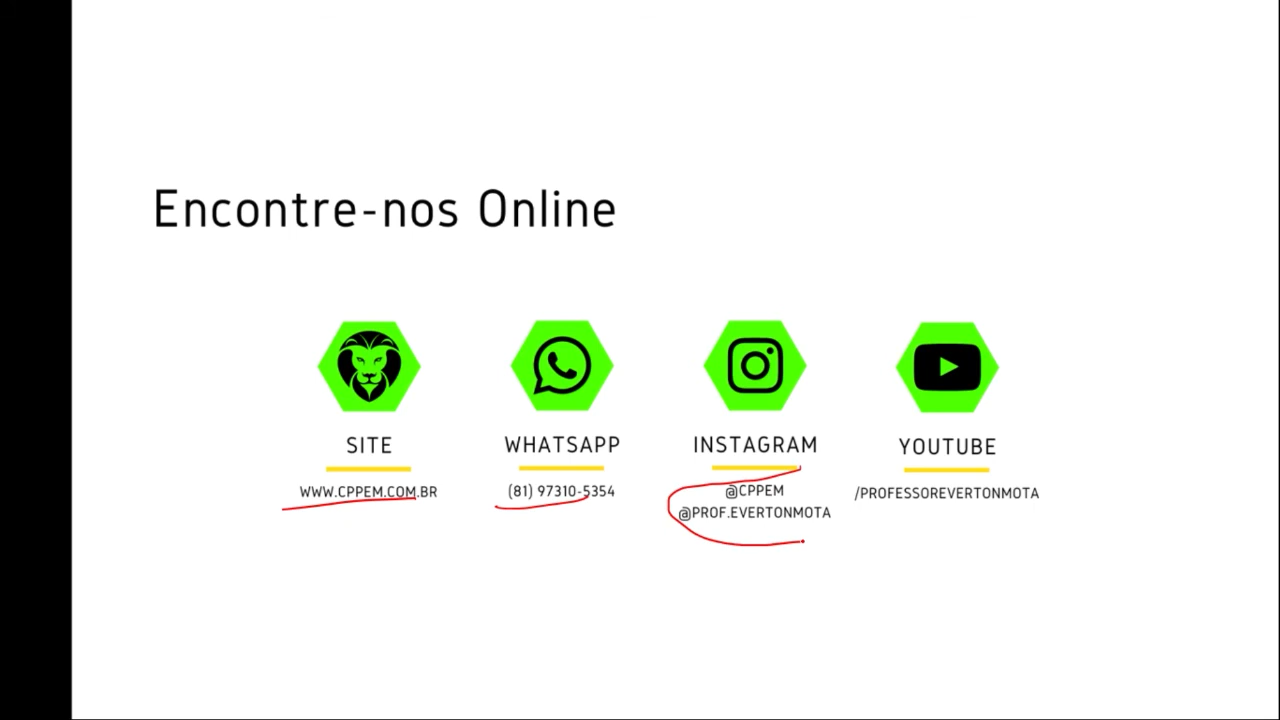 Encontre-nos Online
SITE
WWW.CPPEM.COM.BR
WHATSAPP
(81) 97310-5354
INSTAGRAM
@CPPEM
@PROF.EVERTONMOTA
YOUTUBE
/PROFESSOREVERTONMOTA